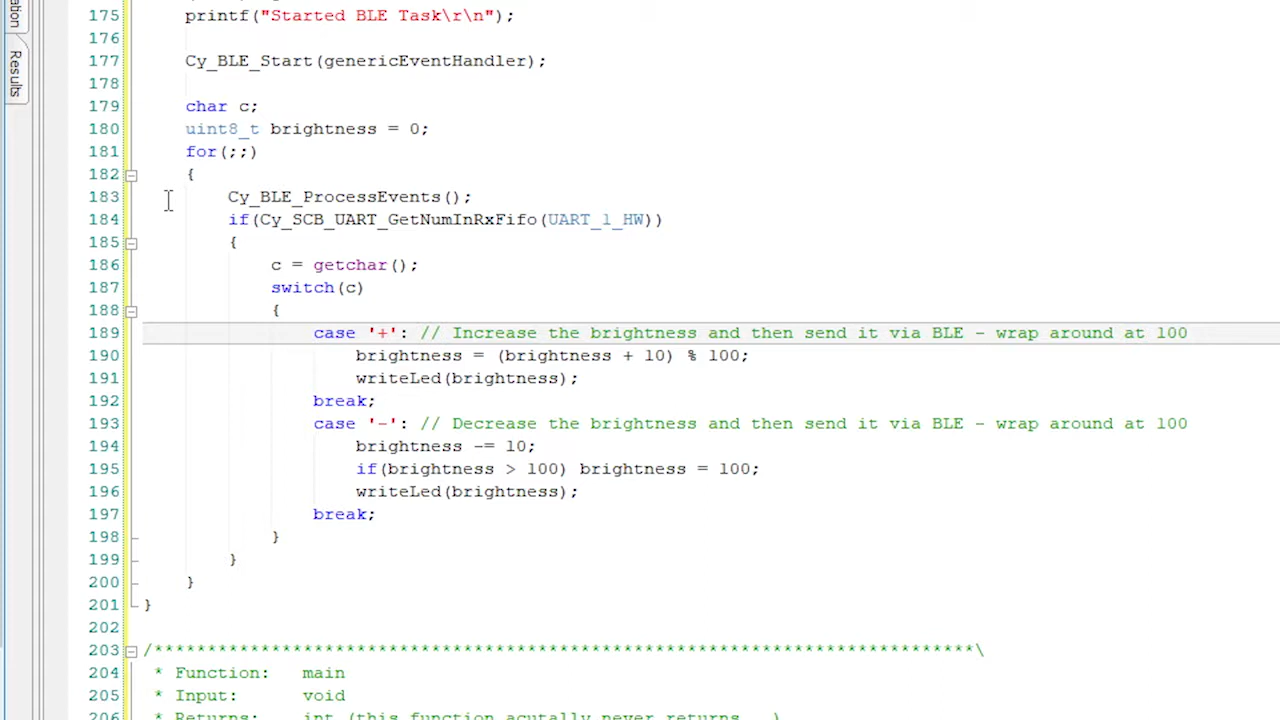 ation
Results
175 printf("Started BLE Task\r\n");
176
177 Cy_BLE_Start(genericEventHandler);
178
179 char c;
180 uint8_t brightness = 0;
181 for(;;)
182 {
183 Cy_BLE_ProcessEvents();
184 if(Cy_SCB_UART_GetNumInRxFifo(UART_1_HW))
185 {
186 c = getchar();
187 switch(c)
188 {
189 case '+': // Increase the brightness and then send it via BLE - wrap around at 100
190 brightness = (brightness + 10) % 100;
191 writeLed(brightness);
192 break;
193 case '-': // Decrease the brightness and then send it via BLE - wrap around at 100
194 brightness -= 10;
195 if(brightness > 100) brightness = 100;
196 writeLed(brightness);
197 break;
198 }
199 }
200 }
201 }
202
203 /*****************************************************************************\
204 * Function: main
205 * Input: void
206 * Returns: int (this function acutally never returns...)